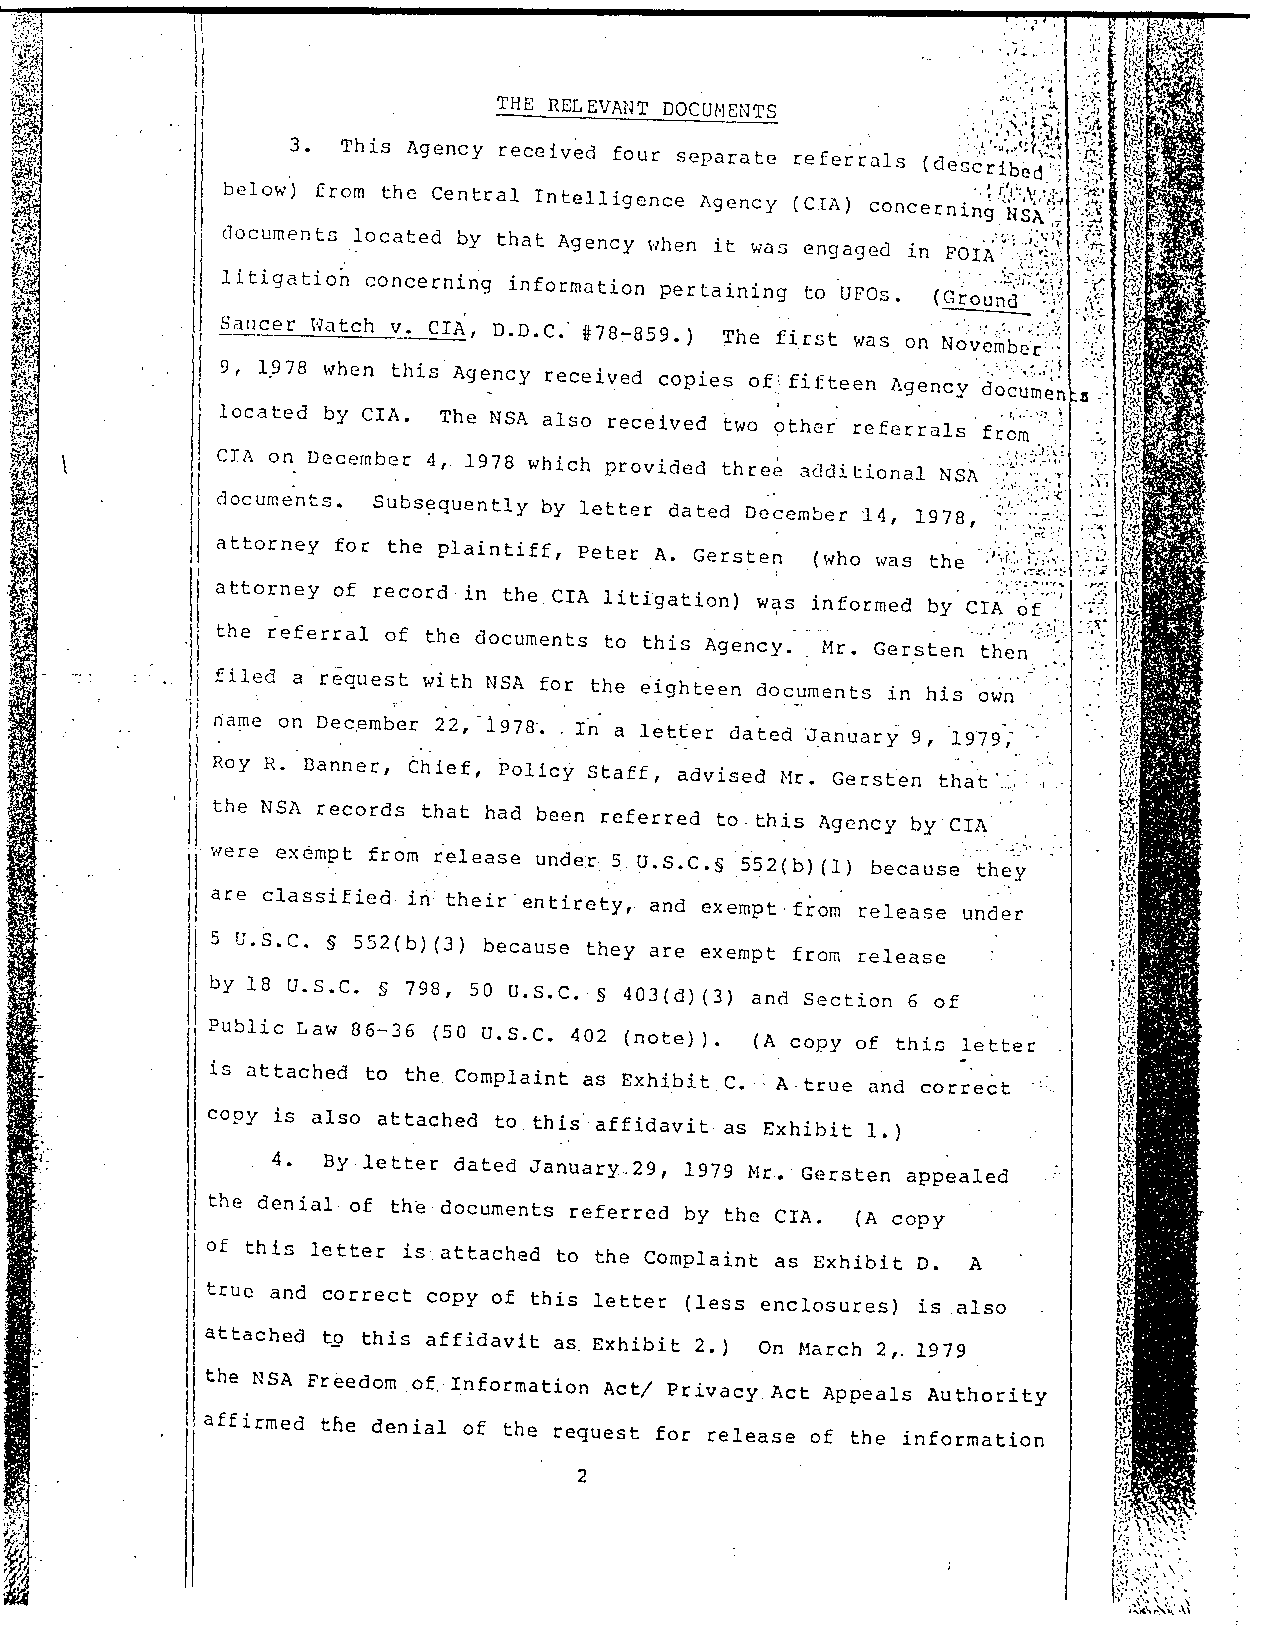 THE RELEVANT DOCUMENTS
3. This Agency received four separate referrals (described
below) from the Central Intelligence Agency (CIA) concerning NSA
documents located by that Agency when it was engaged in FOIA
litigation concerning information pertaining to UFOs. (Ground
Saucer Watch v. CIA, D.D.C. #78-859.) The first was on November
9, 1978 when this Agency received copies of fifteen Agency documents
located by CIA. The NSA also received two other referrals from
CIA on December 4, 1978 which provided three additional NSA
documents. Subsequently by letter dated December 14, 1978,
attorney for the plaintiff, Peter A. Gersten (who was the
attorney of record in the CIA litigation) was informed by CIA of
the referral of the documents to this Agency. Mr. Gersten then
filed a request with NSA for the eighteen documents in his own
name on December 22, 1978. In a letter dated January 9, 1979,
Roy R. Banner, Chief, Policy Staff, advised Mr. Gersten that
the NSA records that had been referred to this Agency by CIA
were exempt from release under 5 U.S.C.§ 552(b)(1) because they
are classified in their entirety, and exempt from release under
5 U.S.C. § 552(b)(3) because they are exempt from release
by 18 U.S.C. § 798, 50 U.S.C. § 403(d)(3) and Section 6 of
Public Law 86-36 (50 U.S.C. 402 (note)). (A copy of this letter
is attached to the Complaint as Exhibit C. A true and correct
copy is also attached to this affidavit as Exhibit 1.)
4. By letter dated January 29, 1979 Mr. Gersten appealed
the denial of the documents referred by the CIA. (A copy
of this letter is attached to the Complaint as Exhibit D. A
true and correct copy of this letter (less enclosures) is also
attached to this affidavit as Exhibit 2.) On March 2, 1979
the NSA Freedom of Information Act/ Privacy Act Appeals Authority
affirmed the denial of the request for release of the information
2